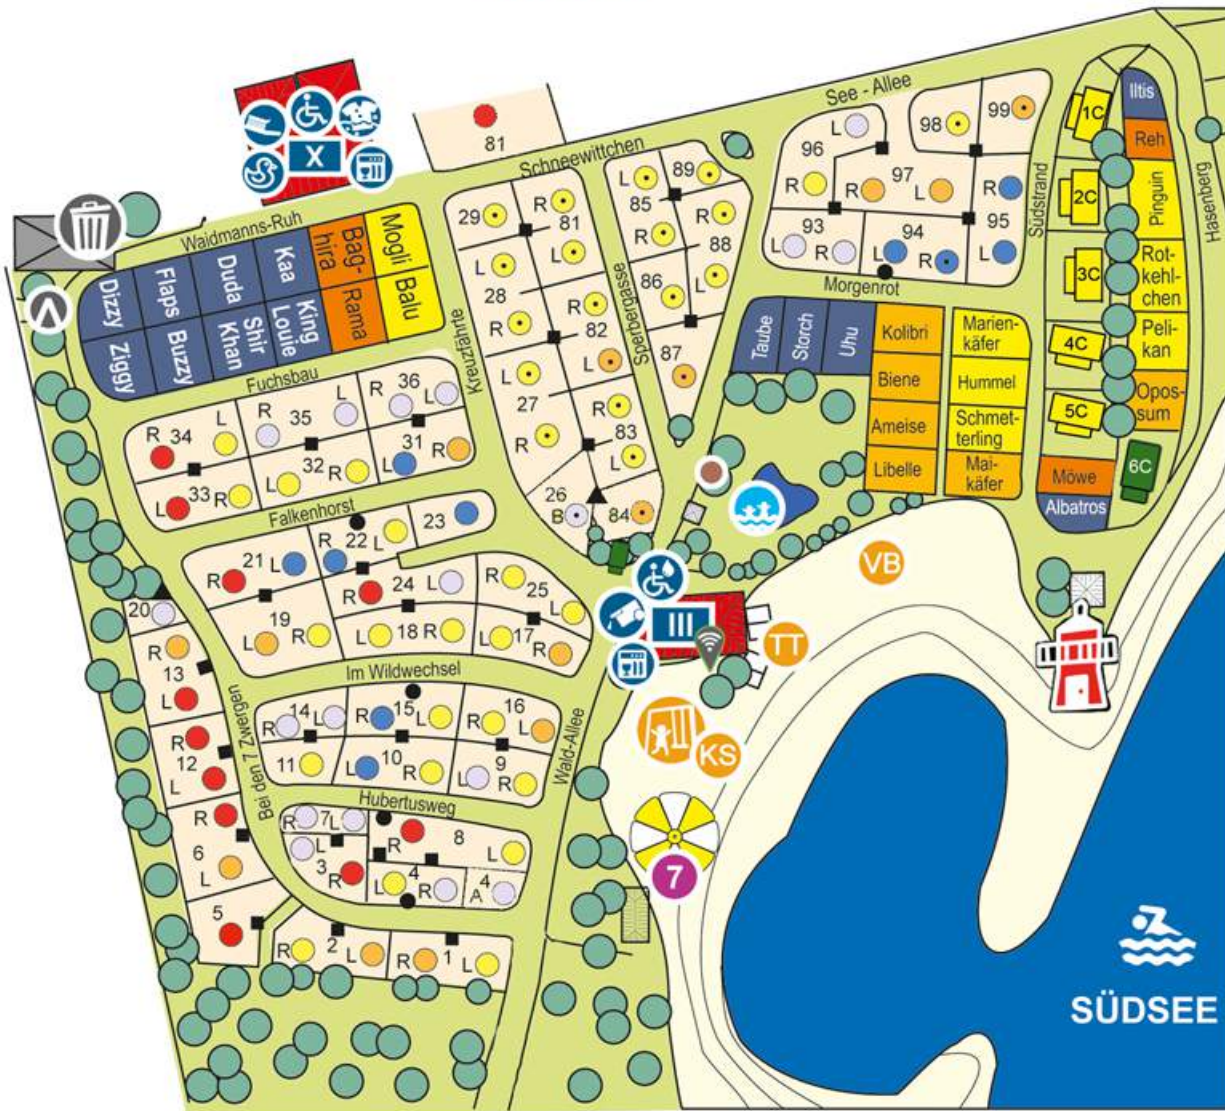 See - Allee
1C
Iltis
99
98
L
96
81
X
Schneewittchen
L
89
85
Reh
Hasenberg
97
R
R
L
R
2C
Pinguin
Südstrand
Waidmanns-Ruh
Mogli
Bag-
hira
Kaa
Duda
Flaps
Dizzy
29
R
81
R
R
88
L
93
R
94
L
R
95
L
3C
Rot-
kehl-
chen
L
28
86
L
Morgenrot
Balu
Rama
King
Louie
Shir
Khan
Buzzy
Ziggy
Kreuzfährte
Sperbergasse
R
R
82
L
87
Taube
Storch
Uhu
Kolibri
Marien-
käfer
4C
Peli-
kan
Fuchsbau
36
R
L
L
R
35
L
27
Biene
Hummel
Opos-
sum
5C
R
34
L
R
83
L
R
Ameise
Schmet-
terling
31
L
R
32
L
R
33
L
R
Libelle
Mai-
käfer
Möwe
6C
Albatros
26
B
84
Falkenhorst
23
22
R
L
21
R
L
VB
24
R
L
R
25
L
20
19
L
R
L
18
R
L
17
R
III
TT
R
13
L
Im Wildwechsel
14
R
L
R
15
L
R
16
L
KS
R
12
L
11
L
10
R
9
L
R
Bei den 7 Zwergen
Wald-Allee
Hubertusweg
R
7
L
R
8
L
R
6
L
L
3
R
L
4
R
4
A
7
5
R
2
L
R
1
L
SÜDSEE